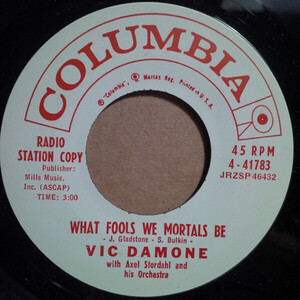 COLUMBIA
® "Columbia", Marcas Reg. Printed in U.S.A.
RADIO
STATION COPY
Publisher:
Mills Music,
Inc. (ASCAP)
TIME: 3:00
45 RPM
4-41783
JRZSP 46432
WHAT FOOLS WE MORTALS BE
- J. Gladstone - S. Bulkin -
VIC DAMONE
with Axel Stordahl and
his Orchestra